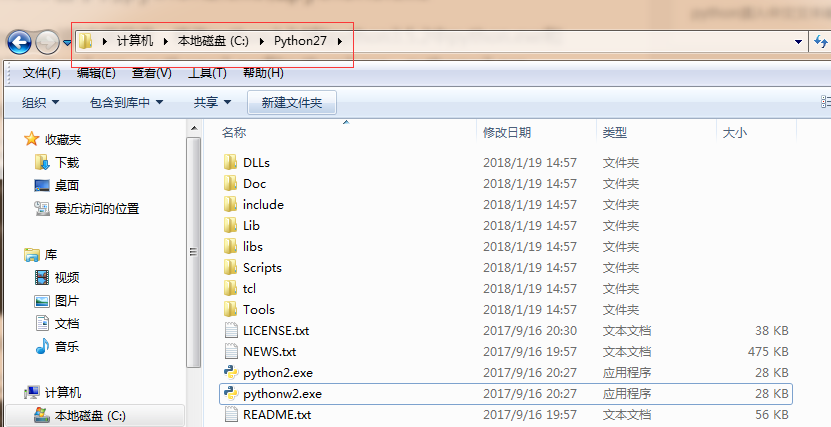 计算机 本地磁盘 (C:) Python27
文件(F) 编辑(E) 查看(V) 工具(T) 帮助(H)
组织 包含到库中 共享 新建文件夹
收藏夹
下载
桌面
最近访问的位置
库
视频
图片
文档
音乐
计算机
本地磁盘 (C:)
名称 修改日期 类型 大小
DLLs 2018/1/19 14:57 文件夹
Doc 2018/1/19 14:57 文件夹
include 2018/1/19 14:57 文件夹
Lib 2018/1/19 14:57 文件夹
libs 2018/1/19 14:57 文件夹
Scripts 2018/1/19 14:57 文件夹
tcl 2018/1/19 14:57 文件夹
Tools 2018/1/19 14:57 文件夹
LICENSE.txt 2017/9/16 20:30 文本文档 38 KB
NEWS.txt 2017/9/16 19:57 文本文档 475 KB
python2.exe 2017/9/16 20:27 应用程序 28 KB
pythonw2.exe 2017/9/16 20:27 应用程序 28 KB
README.txt 2017/9/16 19:57 文本文档 56 KB